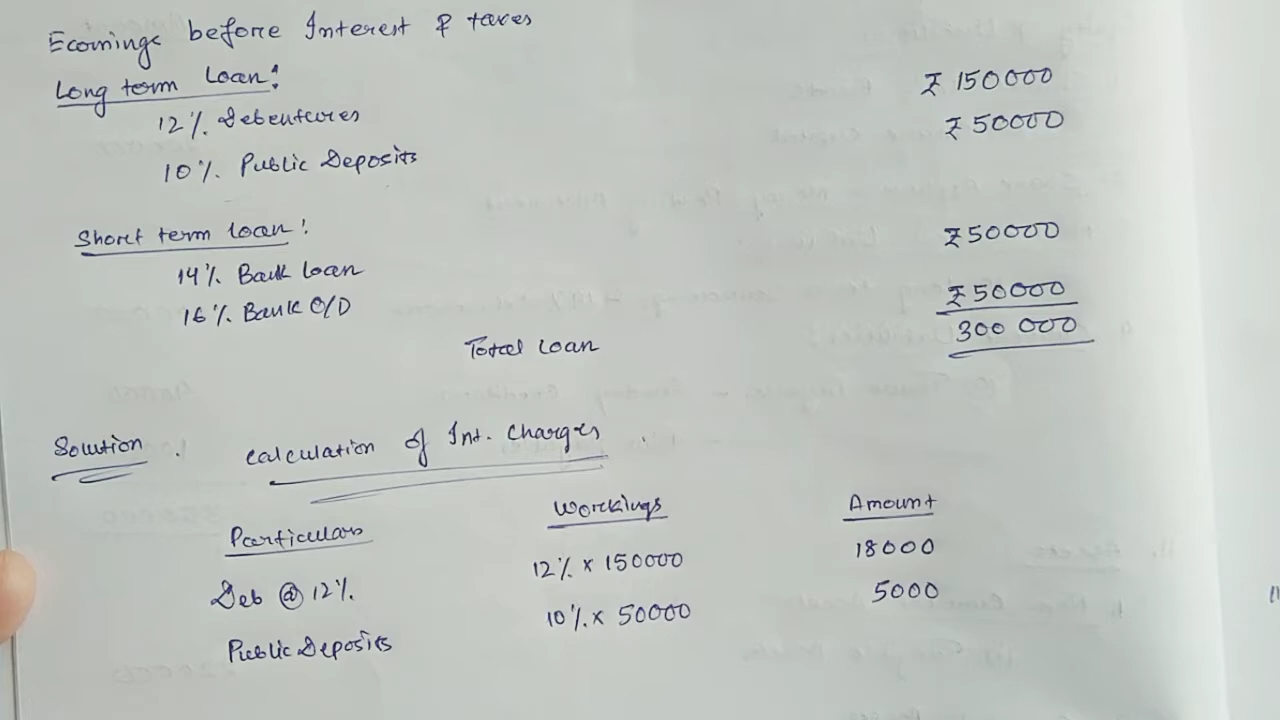 Earnings before Interest & taxes
Long term Loan:
12% Debentures ₹ 150000
10% Public Deposits ₹ 50000
Short term loan:
14% Bank loan ₹ 50000
16% Bank O/D ₹ 50000
Total Loan 300 000
Solution. Calculation of Int. Charges
Particulars Workings Amount
Deb @ 12% 12% x 150000 18000
Public Deposits 10% x 50000 5000